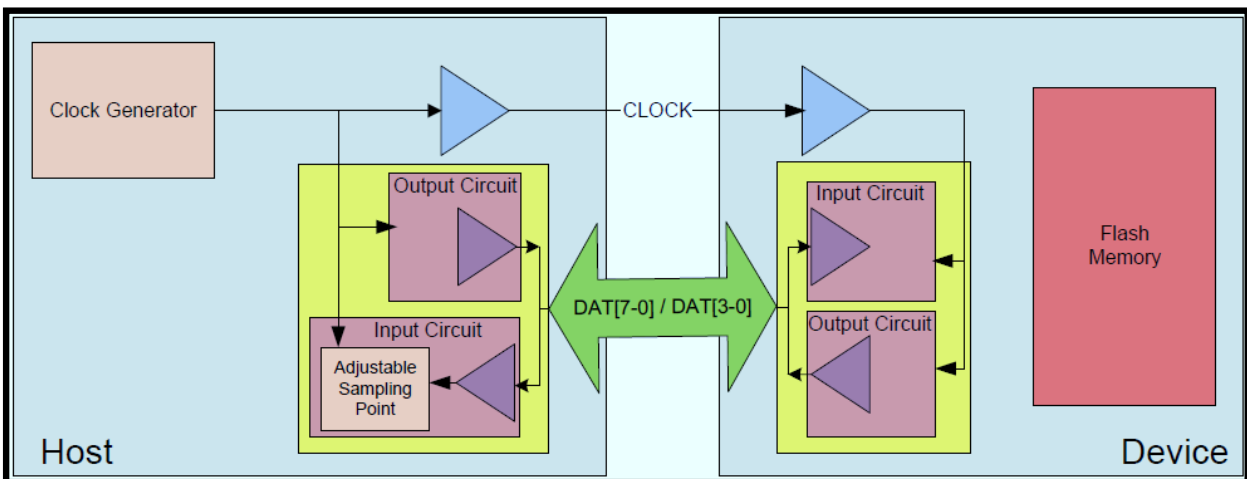 Clock Generator
CLOCK
Output Circuit
Input Circuit
Adjustable
Sampling
Point
DAT[7-0] / DAT[3-0]
Input Circuit
Output Circuit
Flash
Memory
Host
Device